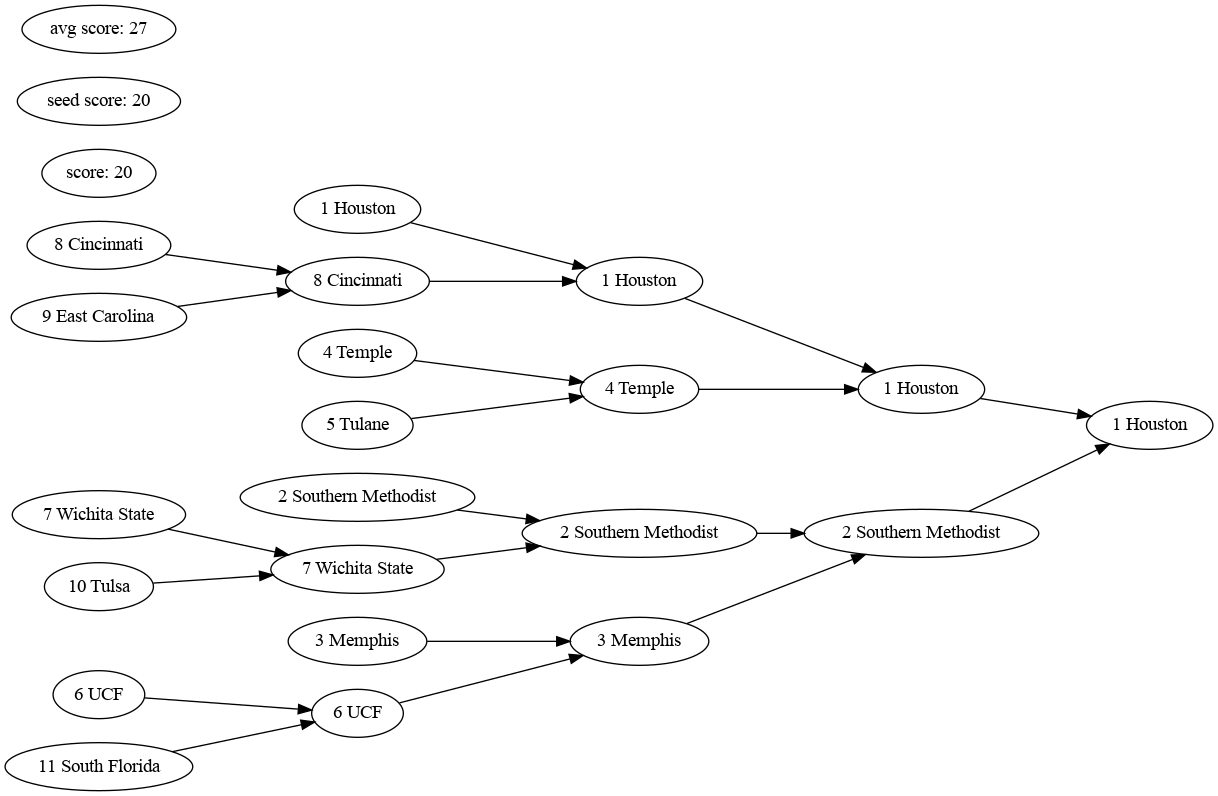 avg score: 27
seed score: 20
score: 20
8 Cincinnati
9 East Carolina
7 Wichita State
10 Tulsa
6 UCF
11 South Florida
1 Houston
8 Cincinnati
4 Temple
5 Tulane
2 Southern Methodist
7 Wichita State
3 Memphis
6 UCF
1 Houston
4 Temple
2 Southern Methodist
3 Memphis
1 Houston
2 Southern Methodist
1 Houston